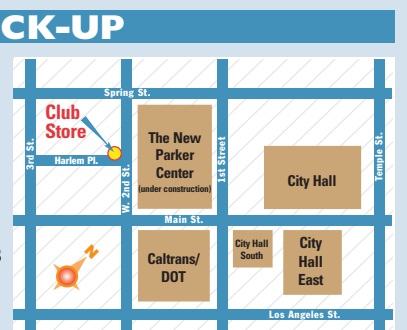 CK-UP
Spring St.
Club
Store
3rd St.
Harlem Pl.
W. 2nd St.
The New
Parker
Center
(under construction)
1st Street
City Hall
Temple St.
Main St.
Caltrans/
DOT
City Hall
South
City
Hall
East
N
Los Angeles St.